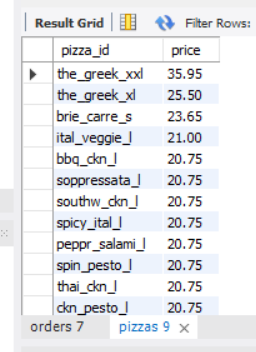 Result Grid Filter Rows:
pizza_id price
the_greek_xxl 35.95
the_greek_xl 25.50
brie_carre_s 23.65
ital_veggie_l 21.00
bbq_ckn_l 20.75
soppressata_l 20.75
southw_ckn_l 20.75
spicy_ital_l 20.75
peppr_salami_l 20.75
spin_pesto_l 20.75
thai_ckn_l 20.75
ckn_pesto_l 20.75
orders 7 pizzas 9